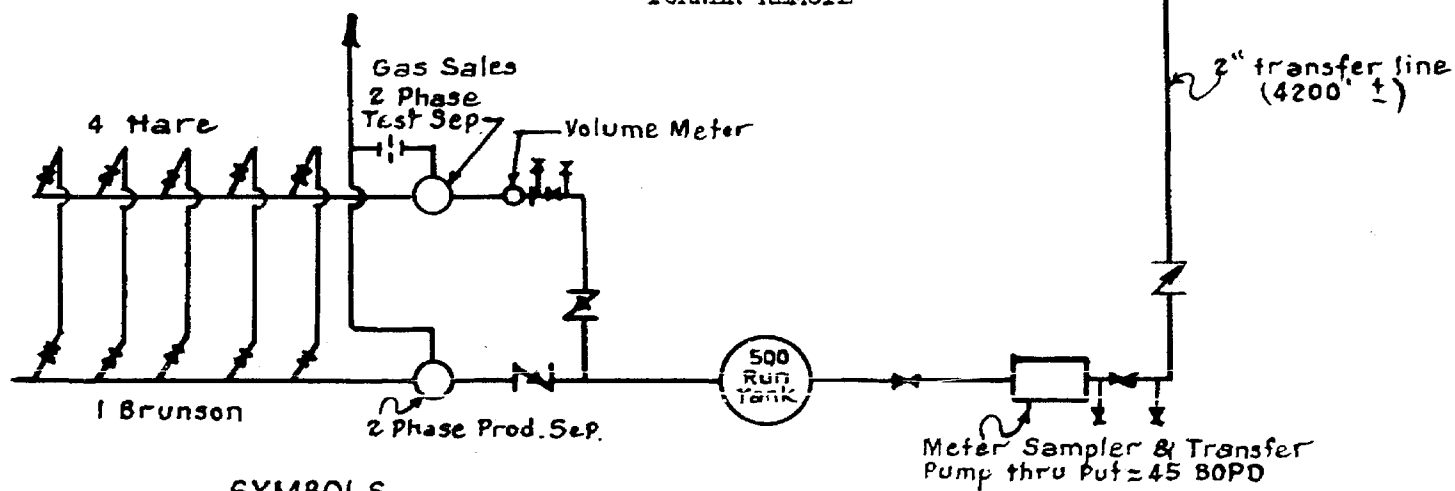 Gas Sales
2 Phase
Test Sep
4 Hare
Volume Meter
2" transfer line
(4200' ±)
500
Run
Tank
1 Brunson
2 Phase Prod. Sep.
Meter Sampler & Transfer
Pump thru Put = 45 BOPD
SYMBOLS